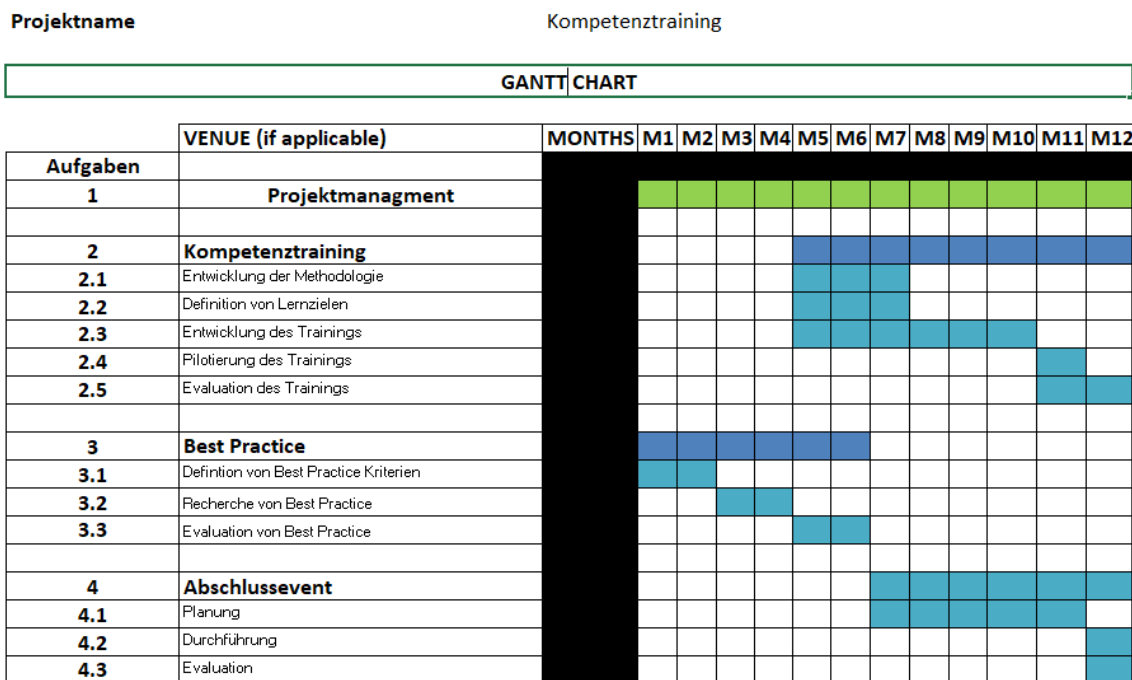 Projektname Kompetenztraining
GANTT CHART
VENUE (if applicable) MONTHS M1 M2 M3 M4 M5 M6 M7 M8 M9 M10 M11 M12
Aufgaben
1 Projektmanagment
2 Kompetenztraining
2.1 Entwicklung der Methodologie
2.2 Definition von Lernzielen
2.3 Entwicklung des Trainings
2.4 Pilotierung des Trainings
2.5 Evaluation des Trainings
3 Best Practice
3.1 Defintion von Best Practice Kriterien
3.2 Recherche von Best Practice
3.3 Evaluation von Best Practice
4 Abschlussevent
4.1 Planung
4.2 Durchführung
4.3 Evaluation